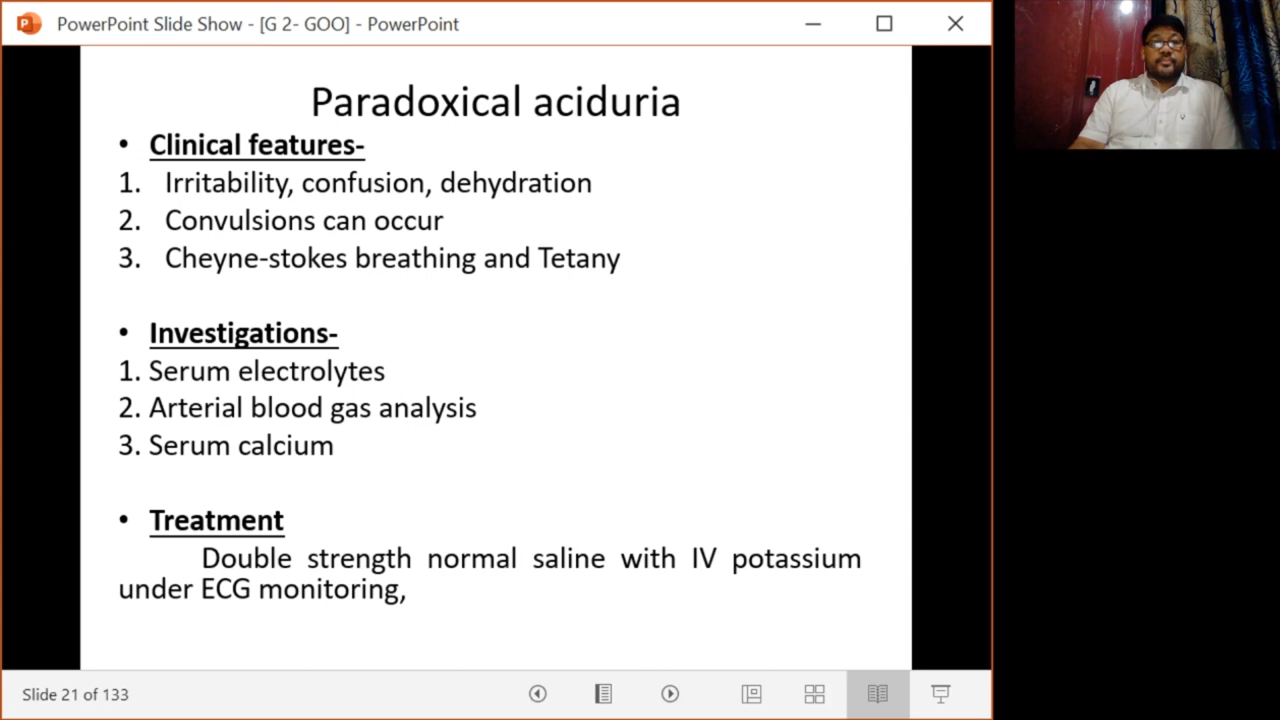 PowerPoint Slide Show - [G 2- GOO] - PowerPoint
Paradoxical aciduria
• Clinical features-
1. Irritability, confusion, dehydration
2. Convulsions can occur
3. Cheyne-stokes breathing and Tetany
• Investigations-
1. Serum electrolytes
2. Arterial blood gas analysis
3. Serum calcium
• Treatment
Double strength normal saline with IV potassium
under ECG monitoring,
Slide 21 of 133